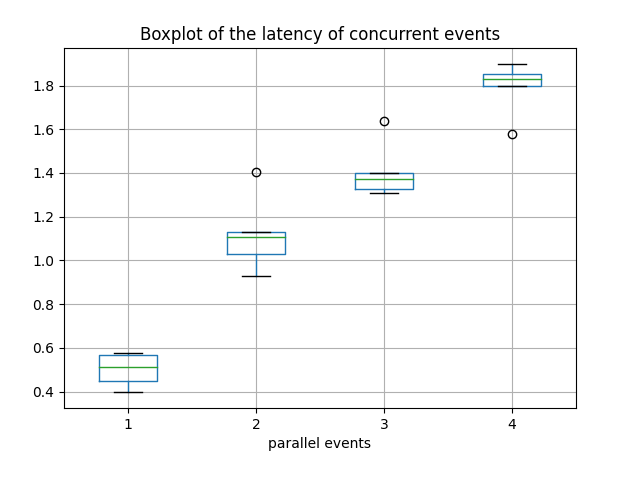 Boxplot of the latency of concurrent events
1.8
1.6
1.4
1.2
1.0
0.8
0.6
0.4
1 2 3 4
parallel events